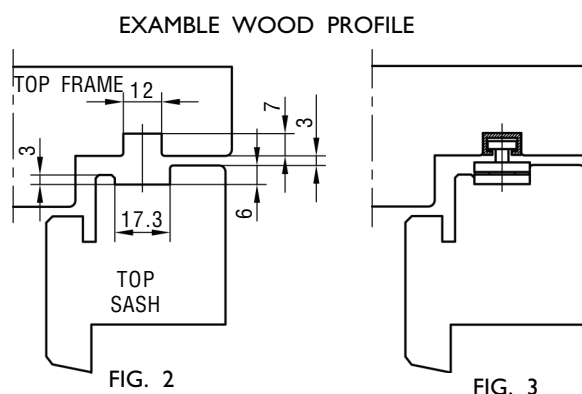 EXAMBLE WOOD PROFILE
TOP FRAME
12
7
3
3
17.3
6
TOP
SASH
FIG. 2
FIG. 3